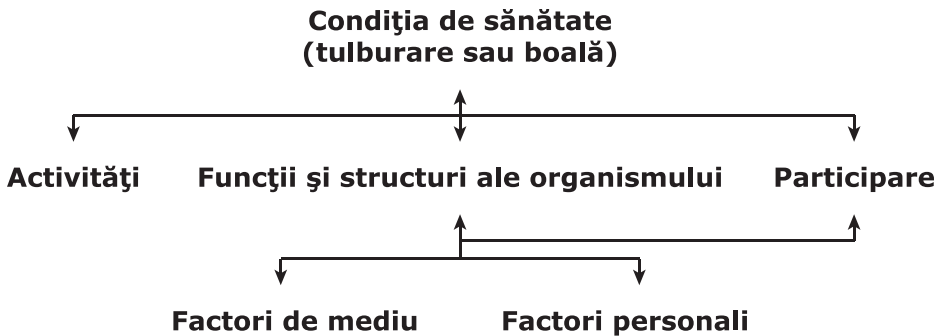 Condiţia de sănătate
(tulburare sau boală)
Activităţi Funcţii şi structuri ale organismului Participare
Factori de mediu Factori personali